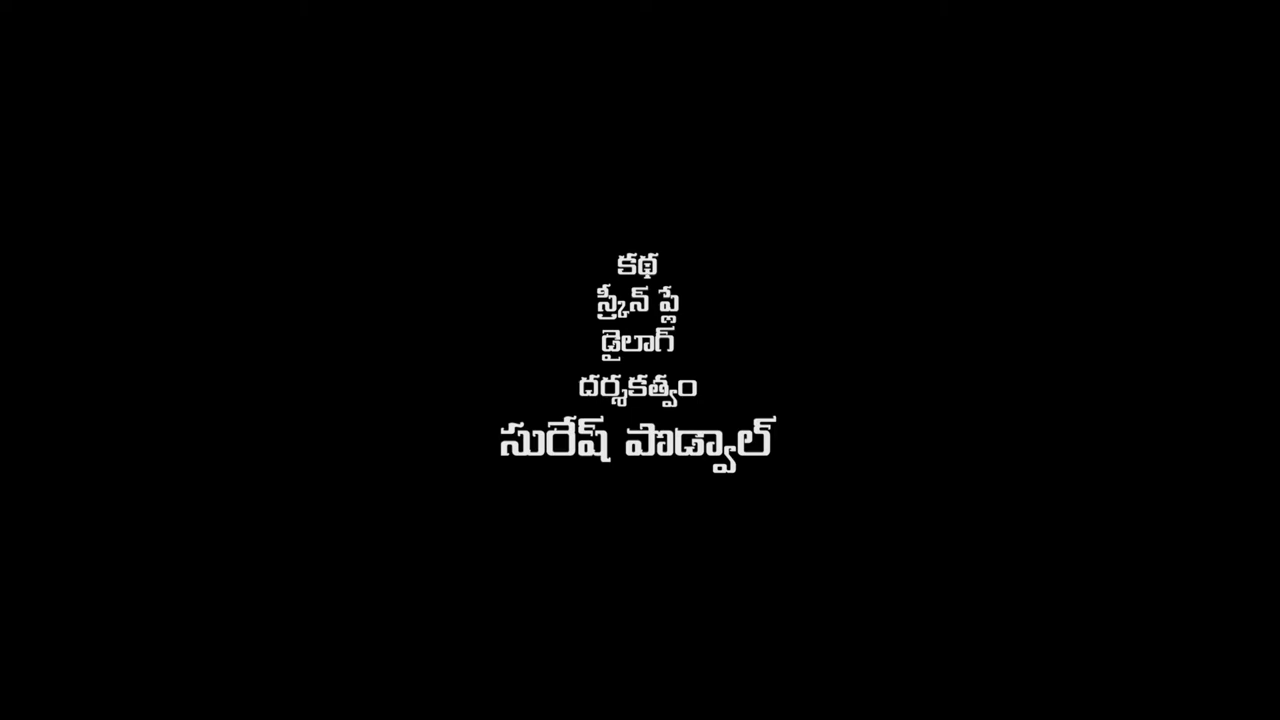 కథ
స్క్రీన్ ప్లే
డైలాగ్
దర్శకత్వం
సురేష్ పాడ్వాల్